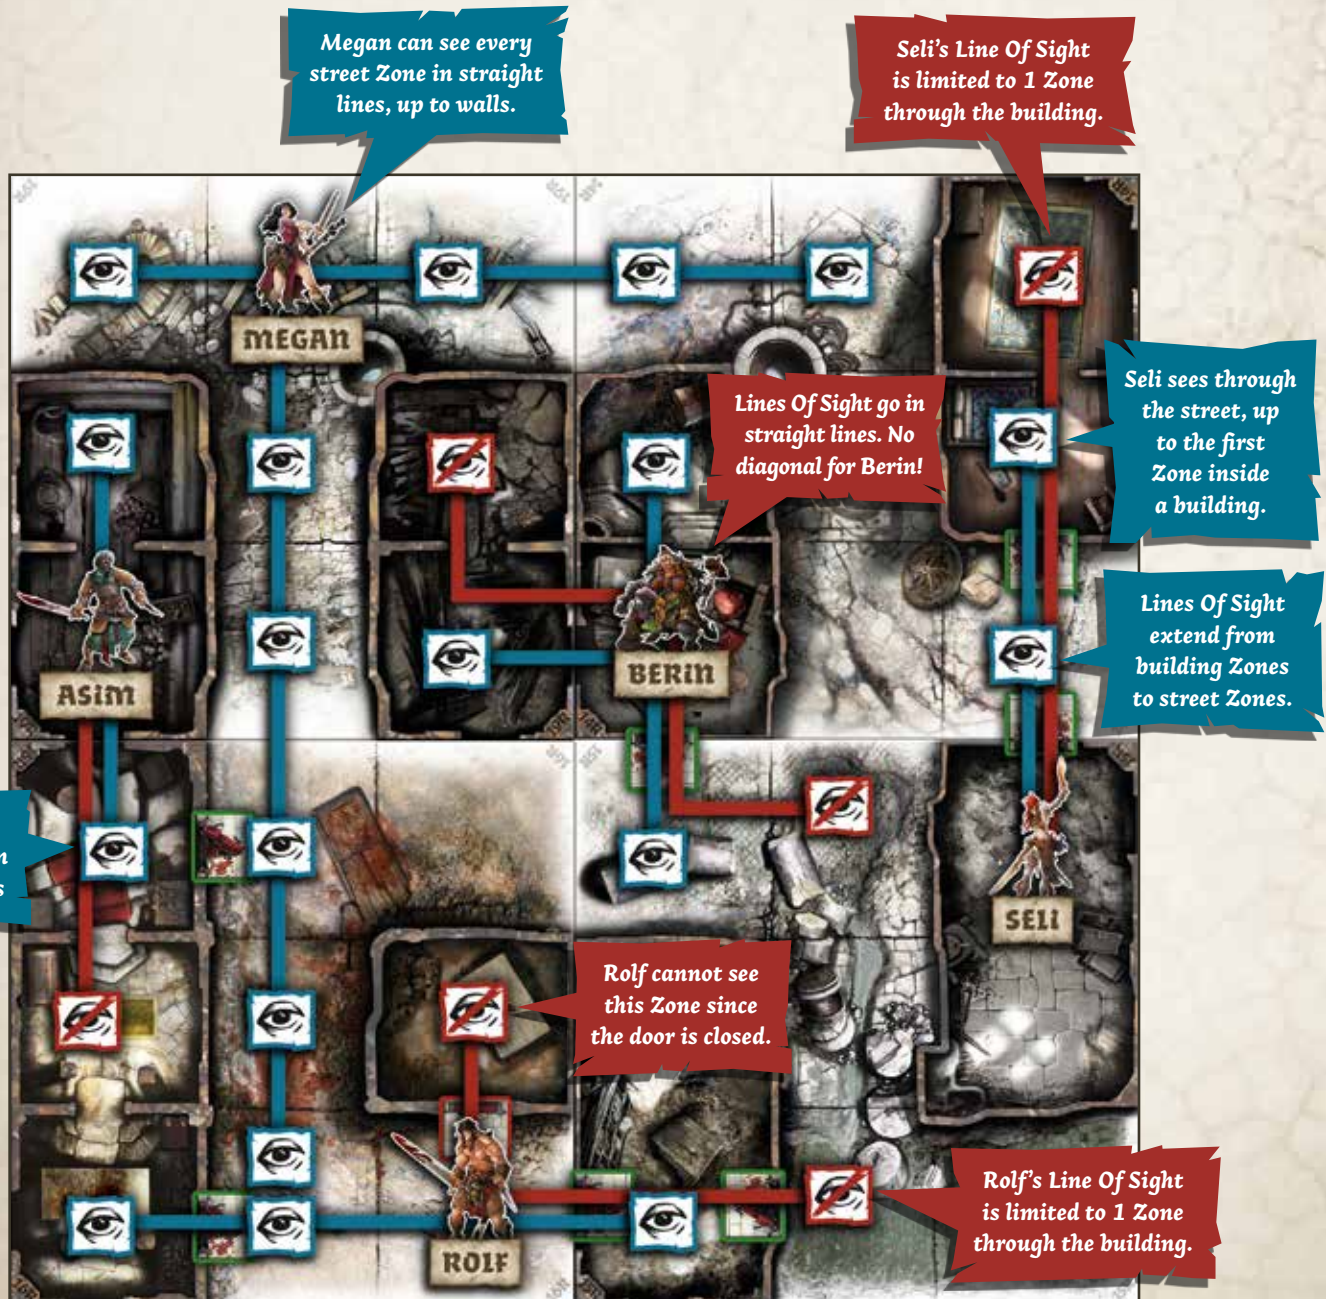 Megan can see every
street Zone in straight
lines, up to walls.
Seli's Line Of Sight
is limited to 1 Zone
through the building.
MEGAN
Seli sees through
the street, up
to the first
Zone inside
a building.
Lines Of Sight go in
straight lines. No
diagonal for Berin!
Lines Of Sight
extend from
building Zones
to street Zones.
ASIM
BERIN
SELI
Rolf cannot see
this Zone since
the door is closed.
Rolf's Line Of Sight
is limited to 1 Zone
through the building.
ROLF